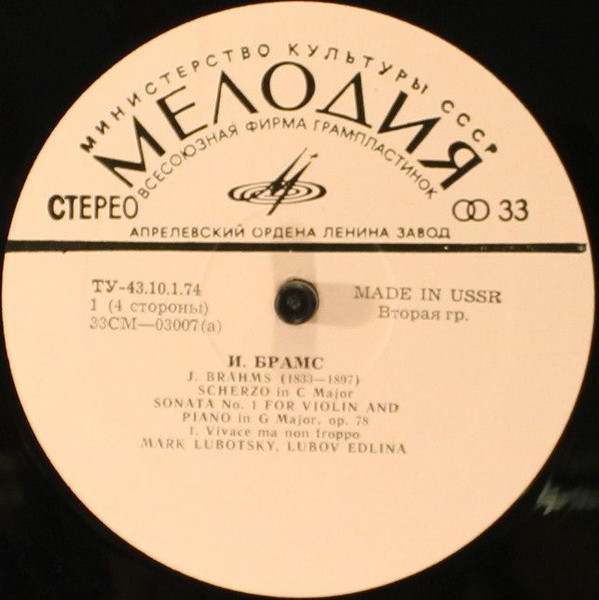 МИНИСТЕРСТВО КУЛЬТУРЫ СССР
МЕЛОДИЯ
ВСЕСОЮЗНАЯ ФИРМА ГРАМПЛАСТИНОК
СТЕРЕО
33
АПРЕЛЕВСКИЙ ОРДЕНА ЛЕНИНА ЗАВОД
ТУ-43.10.1.74
1 (4 стороны)
33СМ—03007(а)
MADE IN USSR
Вторая гр.
И. БРАМС
J. BRAHMS (1833—1897)
SCHERZO in C Major
SONATA No. 1 FOR VIOLIN AND
PIANO in G Major, op. 78
1. Vivace ma non troppo
MARK LUBOTSKY, LUBOV EDLINA